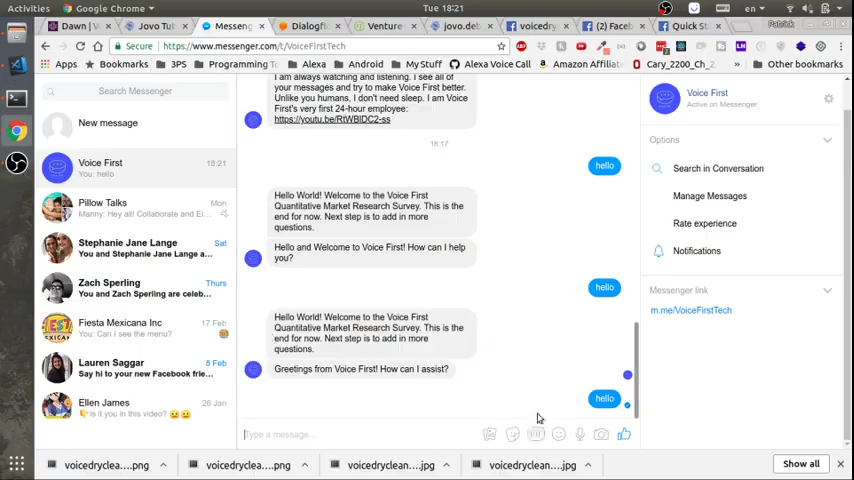 Activities
Google Chrome
Tue 18:21
en
Patrick
Dawn | V
Jovo Tut
Messeng
Dialogfl
Venture
jovo.de
voicedry
(2) Faceb
Quick St
Secure
https://www.messenger.com/t/VoiceFirstTech
Apps
Bookmarks
3PS
Programming
Alexa
Android
My Stuff
Alexa Voice Call
Amazon Affiliate
Cary_2200_Ch_2
»
Other bookmarks
Search Messenger
New message
Voice First
18:21
You: hello
Pillow Talks
Mon
Manny: Hey all! Collaborate and El...
Stephanie Jane Lange
Sat
You and Stephanie Jane Lange a...
Zach Sperling
Thurs
You and Zach Sperling are celeb...
Fiesta Mexicana Inc
17 Feb
You: Can I see the menu?
Lauren Saggar
8 Feb
Say hi to your new Facebook frie...
Ellen James
26 Jan
is it you in this video?
I am always watching and listening. I see all
of your messages and try to make Voice First better.
Unlike you humans, I don't need sleep. I am Voice
First's very first 24-hour employee:
https://youtu.be/RtWBlDC2-ss
18:17
hello
Hello World! Welcome to the Voice First
Quantitative Market Research Survey. This is the
end for now. Next step is to add in more
questions.
Hello and Welcome to Voice First! How can I help
you?
hello
Hello World! Welcome to the Voice First
Quantitative Market Research Survey. This is the
end for now. Next step is to add in more
questions.
Greetings from Voice First! How can I assist?
hello
Type a message...
Voice First
Active on Messenger
Options
Search in Conversation
Manage Messages
Rate experience
Notifications
Messenger link
m.me/VoiceFirstTech
voicedryclea....png
voicedryclean....png
voicedryclean....jpg
voicedryclean....jpg
Show all